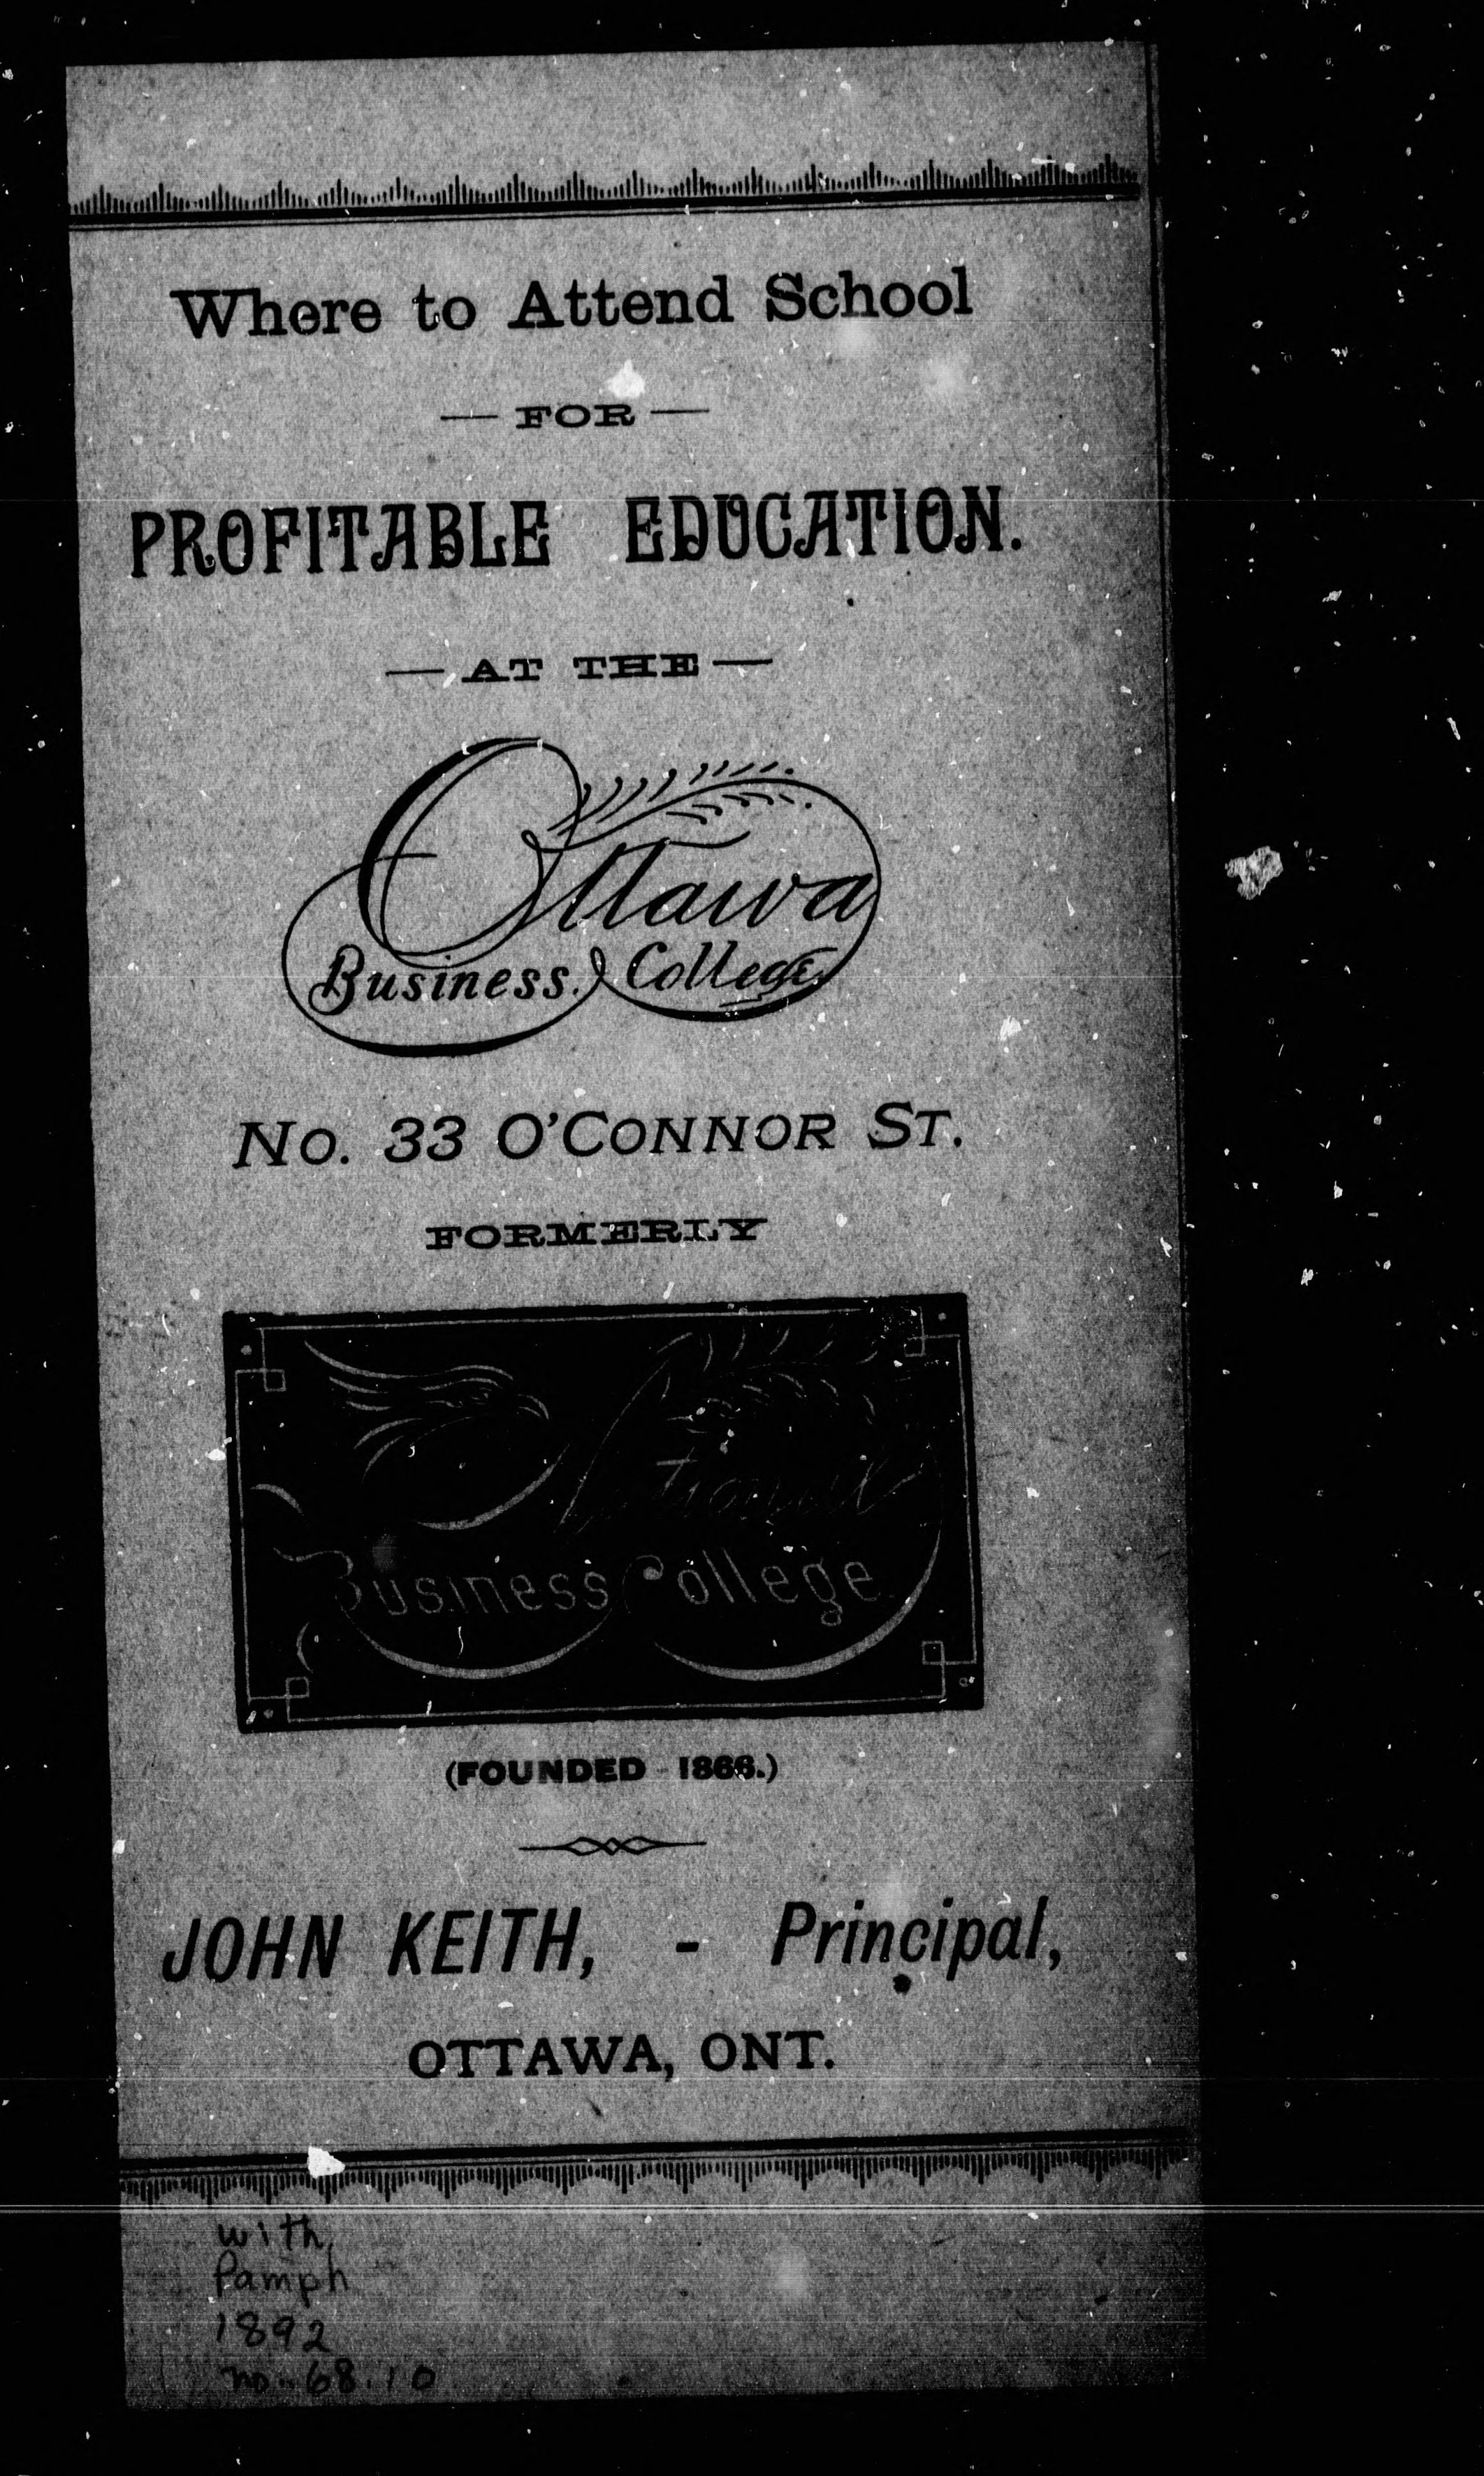 Where to Attend School
— FOR —
PROFITABLE EDUCATION.
— AT THE —
Ottawa
Business College
No. 33 O'CONNOR ST.
FORMERLY
National
Business College
(FOUNDED 1866.)
JOHN KEITH, - Principal,
OTTAWA, ONT.
with
Pamph
1892
no. 68.10